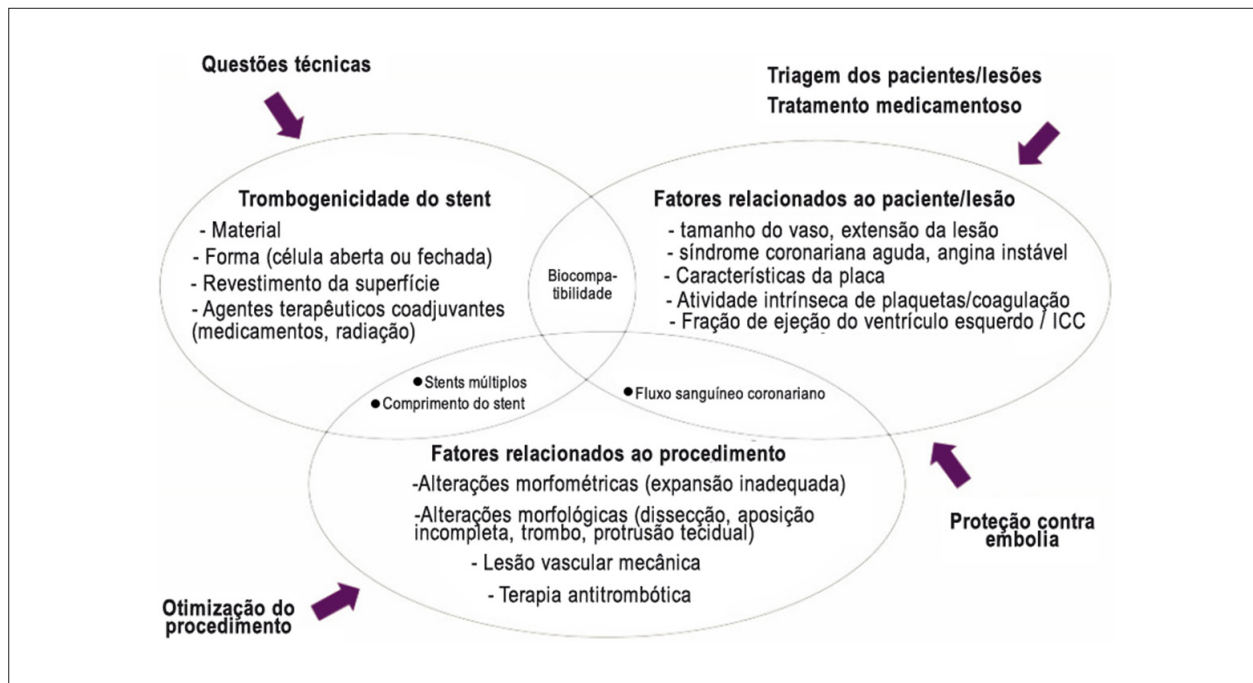 Questões técnicas
Triagem dos pacientes/lesões
Tratamento medicamentoso
Trombogenicidade do stent
- Material
- Forma (célula aberta ou fechada)
- Revestimento da superfície
- Agentes terapêuticos coadjuvantes
(medicamentos, radiação)
Biocompa-
tibilidade
Fatores relacionados ao paciente/lesão
- tamanho do vaso, extensão da lesão
- síndrome coronariana aguda, angina instável
- Características da placa
- Atividade intrínseca de plaquetas/coagulação
- Fração de ejeção do ventrículo esquerdo / ICC
● Stents múltiplos
● Comprimento do stent
● Fluxo sanguíneo coronariano
Fatores relacionados ao procedimento
-Alterações morfométricas (expansão inadequada)
-Alterações morfológicas (dissecção, aposição
incompleta, trombo, protrusão tecidual)
- Lesão vascular mecânica
- Terapia antitrombótica
Proteção contra
embolia
Otimização do
procedimento